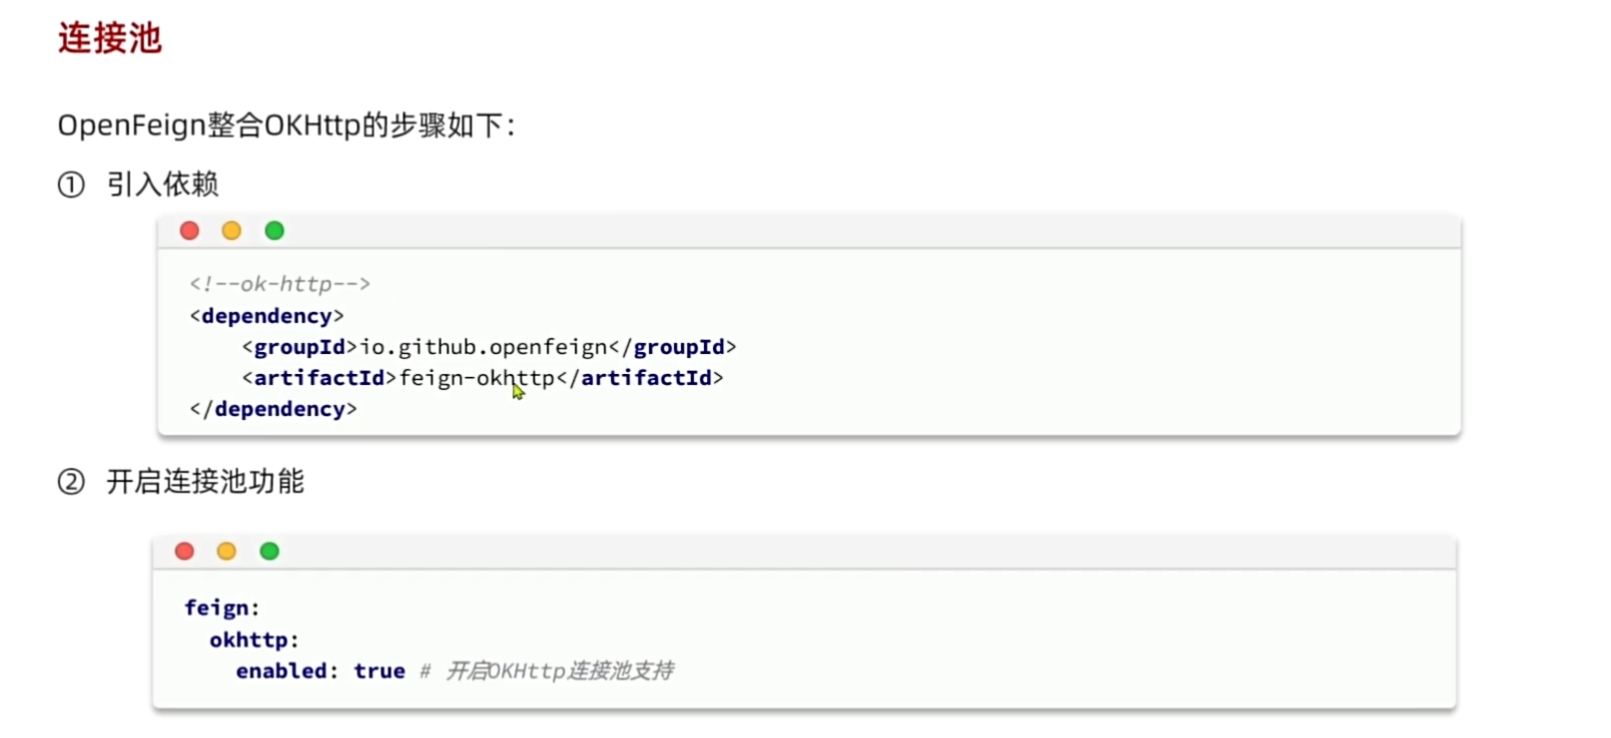 连接池
OpenFeign整合OKHttp的步骤如下：
① 引入依赖
<!--ok-http-->
<dependency>
    <groupId>io.github.openfeign</groupId>
    <artifactId>feign-okhttp</artifactId>
</dependency>
② 开启连接池功能
feign:
  okhttp:
    enabled: true # 开启OKHttp连接池支持